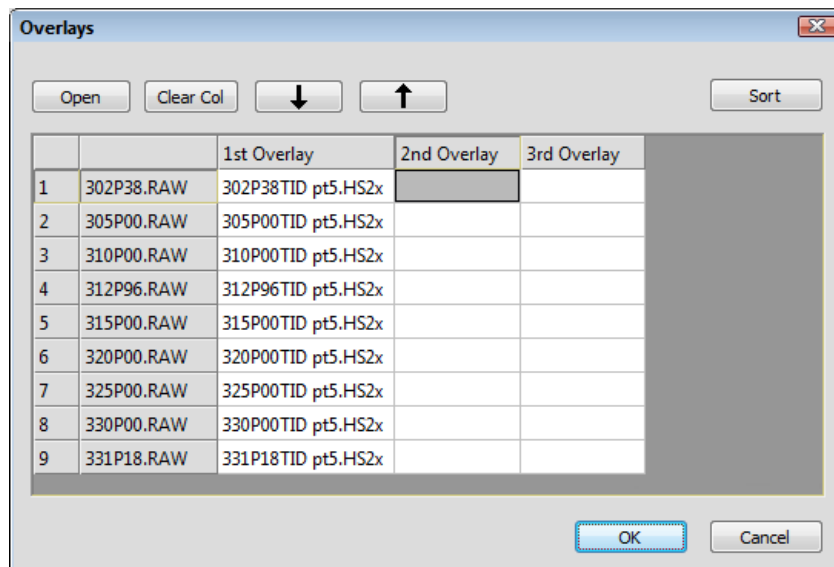 Overlays
Open Clear Col Sort
1st Overlay 2nd Overlay 3rd Overlay
1 302P38.RAW 302P38TID pt5.HS2x
2 305P00.RAW 305P00TID pt5.HS2x
3 310P00.RAW 310P00TID pt5.HS2x
4 312P96.RAW 312P96TID pt5.HS2x
5 315P00.RAW 315P00TID pt5.HS2x
6 320P00.RAW 320P00TID pt5.HS2x
7 325P00.RAW 325P00TID pt5.HS2x
8 330P00.RAW 330P00TID pt5.HS2x
9 331P18.RAW 331P18TID pt5.HS2x
OK Cancel